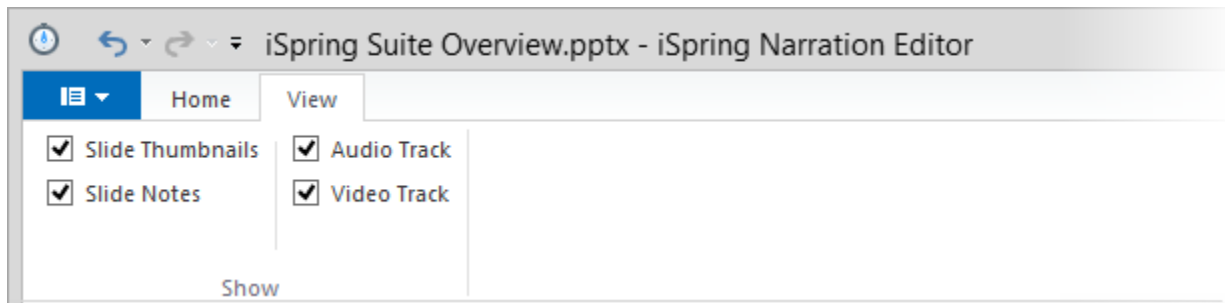 iSpring Suite Overview.pptx - iSpring Narration Editor
Home View
Slide Thumbnails Audio Track
Slide Notes Video Track
Show